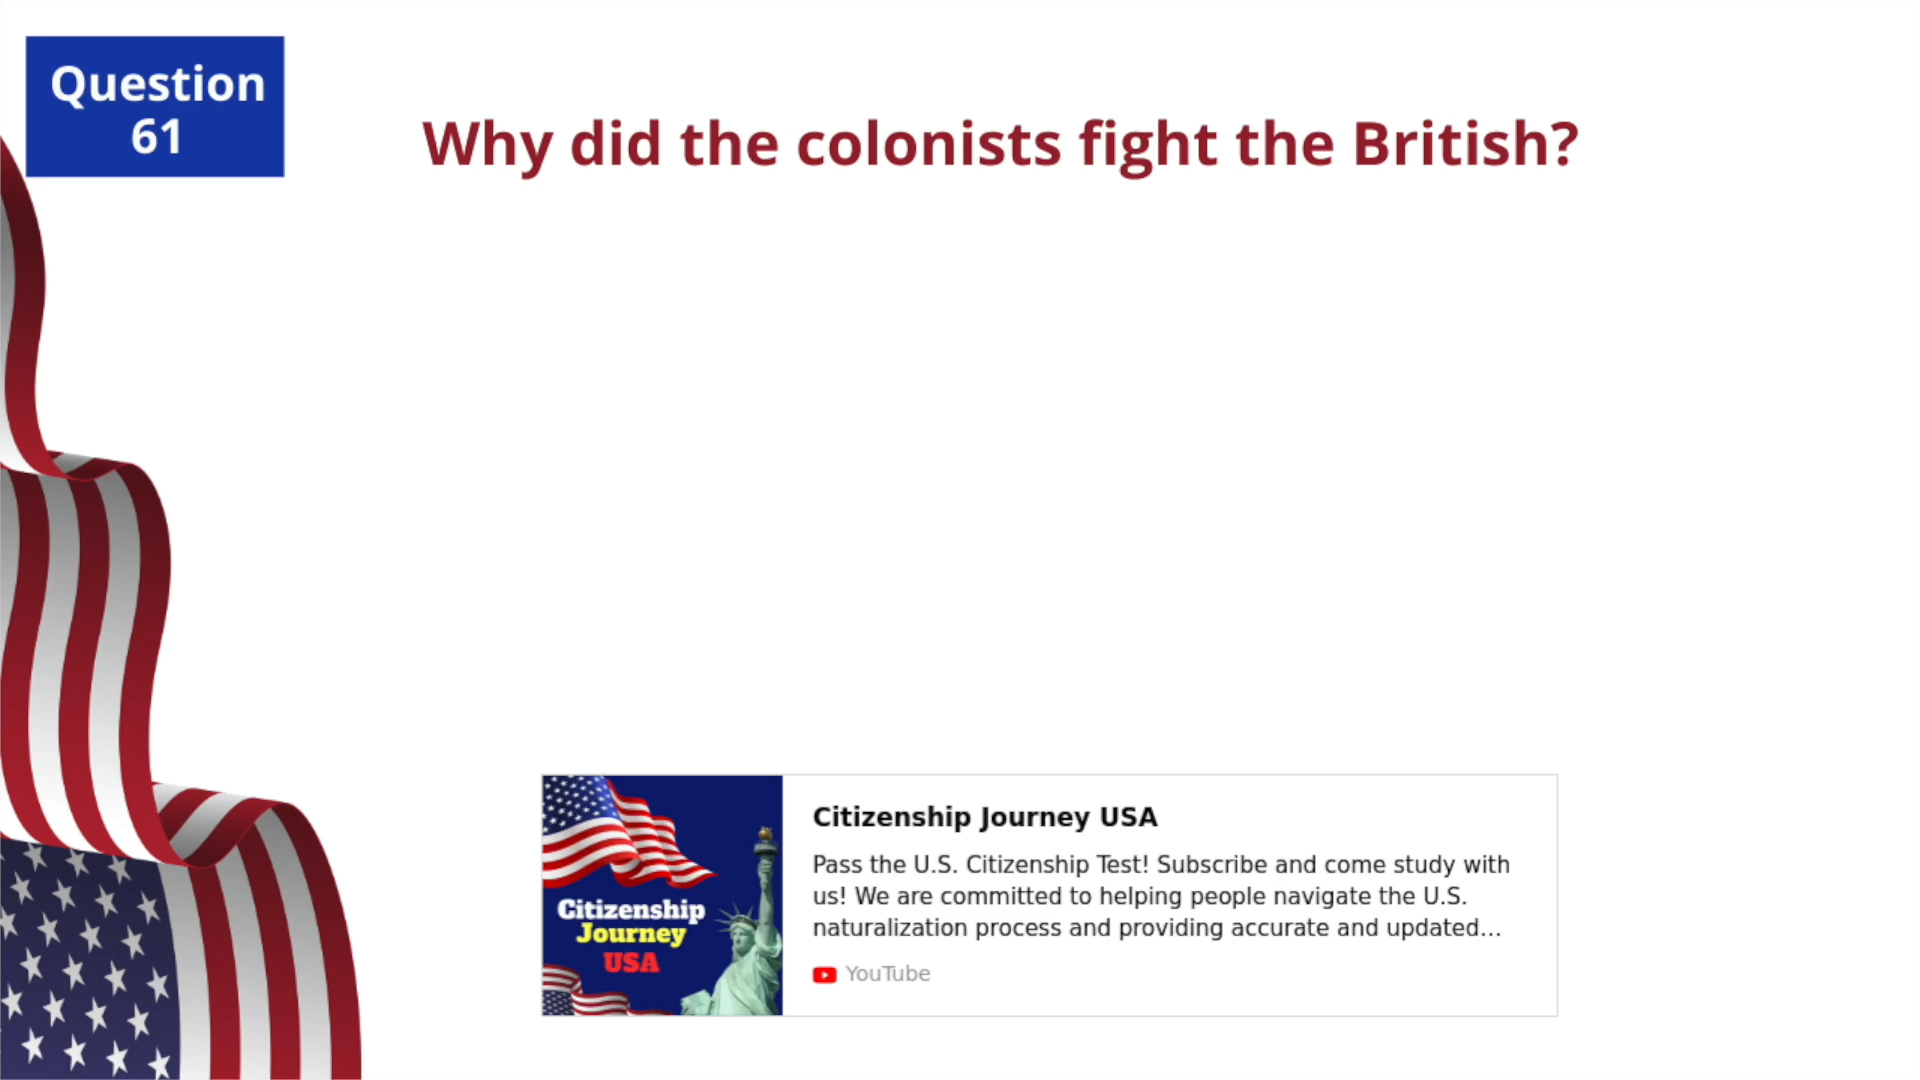 Question
61
Why did the colonists fight the British?
Citizenship
Journey
USA
Citizenship Journey USA
Pass the U.S. Citizenship Test! Subscribe and come study with
us! We are committed to helping people navigate the U.S.
naturalization process and providing accurate and updated...
YouTube